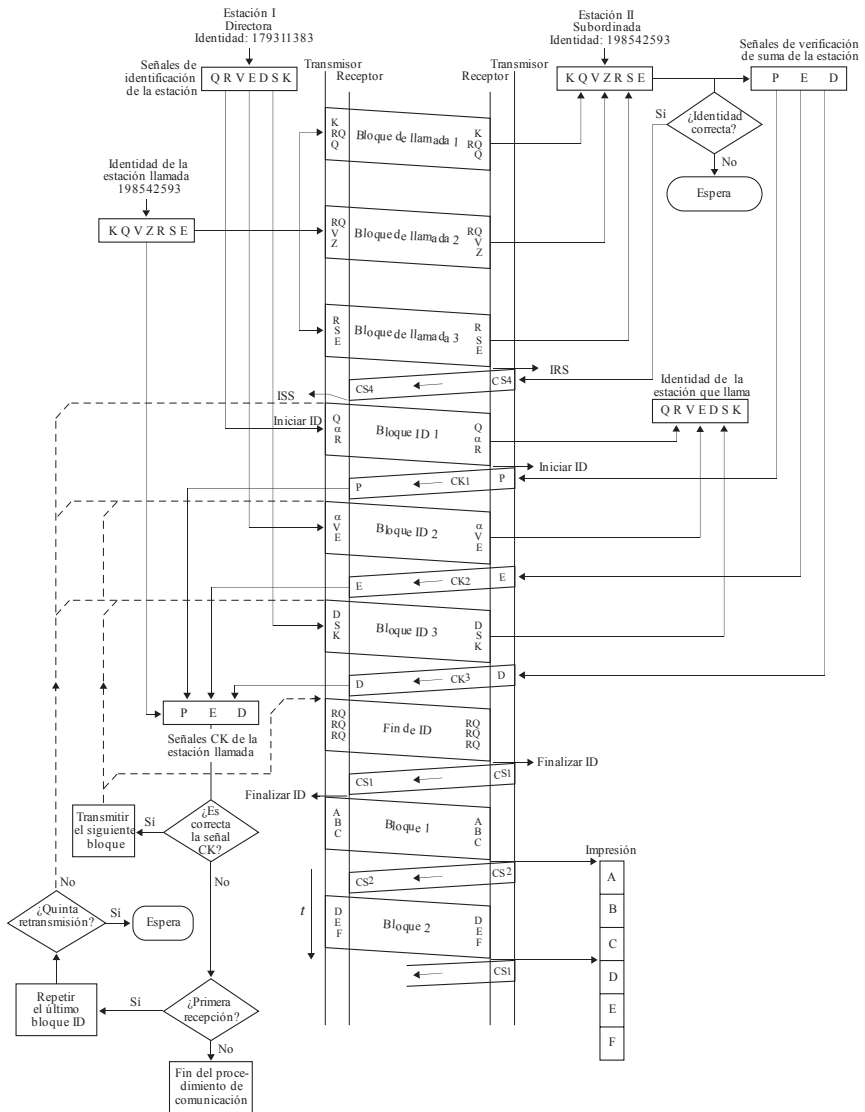 Estación I
Directora
Identidad: 179311383
Estación II
Subordinada
Identidad: 198542593
Señales de verificación
de suma de la estación
Señales de
identificación
de la estación
Q R V E D S K
Transmisor
Receptor
Receptor
Transmisor
K Q V Z R S E
P E D
K
RQ
Q
Bloque de llamada 1
K
RQ
Q
Sí
¿Identidad
correcta?
No
Espera
Identidad de la
estación llamada
198542593
K Q V Z R S E
RQ
V
Z
Bloque de llamada 2
RQ
V
Z
R
S
E
Bloque de llamada 3
R
S
E
IRS
CS4
CS4
ISS
Identidad de la
estación que llama
Q R V E D S K
Iniciar ID
Q
α
R
Bloque ID 1
Q
α
R
Iniciar ID
P
CK1
P
α
V
E
Bloque ID 2
α
V
E
E
CK2
E
D
S
K
Bloque ID 3
D
S
K
D
CK3
D
P E D
Señales CK de la
estación llamada
RQ
RQ
RQ
Fin de ID
RQ
RQ
RQ
Finalizar ID
CS1
CS1
Finalizar ID
Transmitir
el siguiente
bloque
Sí
¿Es
correcta
la señal
CK?
A
B
C
Bloque 1
A
B
C
Impresión
No
No
CS2
CS2
A
B
C
D
E
F
¿Quinta
retransmisión?
Sí
Espera
t
D
E
F
Bloque 2
D
E
F
CS1
Repetir
el último
bloque ID
Sí
¿Primera
recepción?
No
Fin del proce-
dimiento de
comunicación